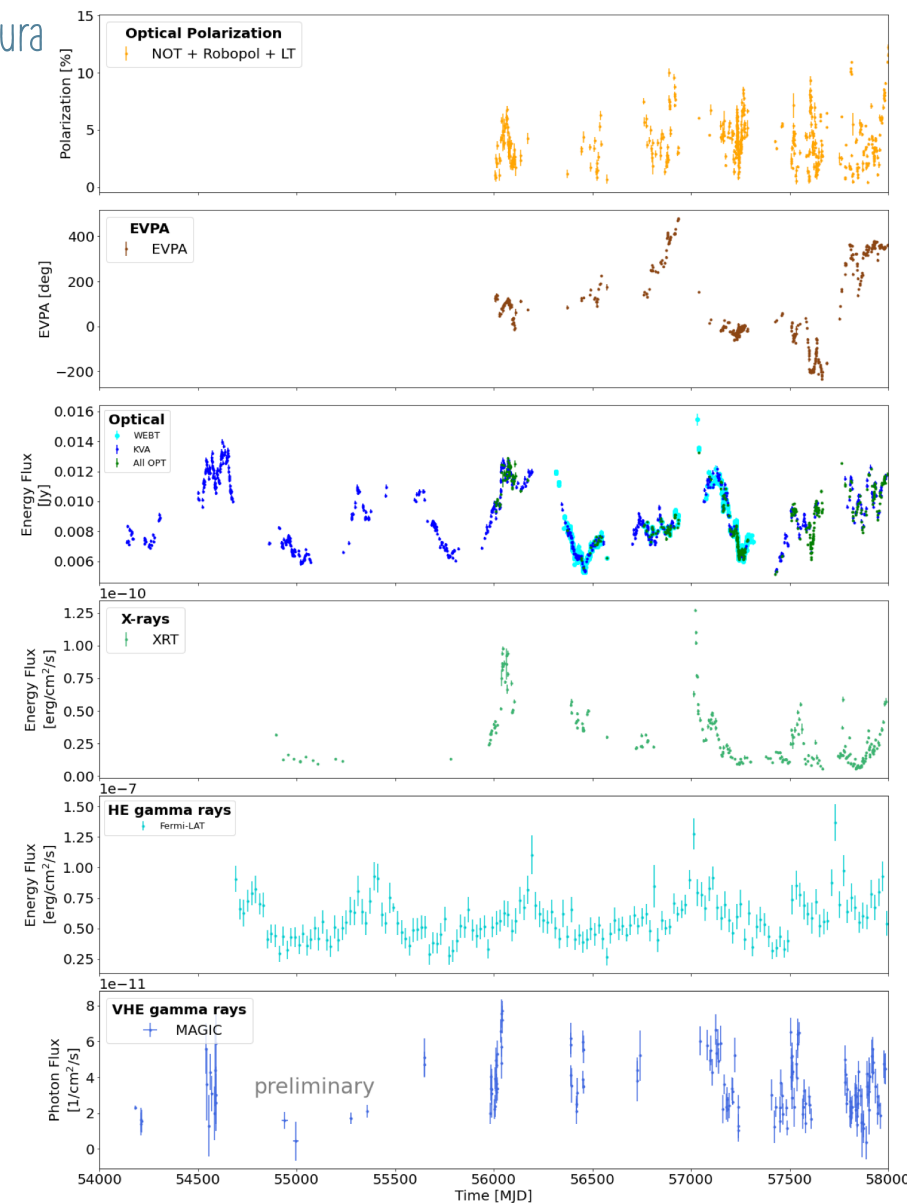 ura
Optical Polarization
NOT + Robopol + LT
Polarization [%]
15
10
5
0
EVPA
EVPA
EVPA [deg]
400
200
0
−200
Optical
WEBT
KVA
All OPT
Energy Flux
[Jy]
0.016
0.014
0.012
0.010
0.008
0.006
1e−10
X-rays
XRT
Energy Flux
[erg/cm²/s]
1.25
1.00
0.75
0.50
0.25
0.00
1e−7
HE gamma rays
Fermi-LAT
Energy Flux
[erg/cm²/s]
1.50
1.25
1.00
0.75
0.50
0.25
1e−11
VHE gamma rays
MAGIC
preliminary
Photon Flux
[1/cm²/s]
8
6
4
2
0
54000 54500 55000 55500 56000 56500 57000 57500 5800
Time [MJD]